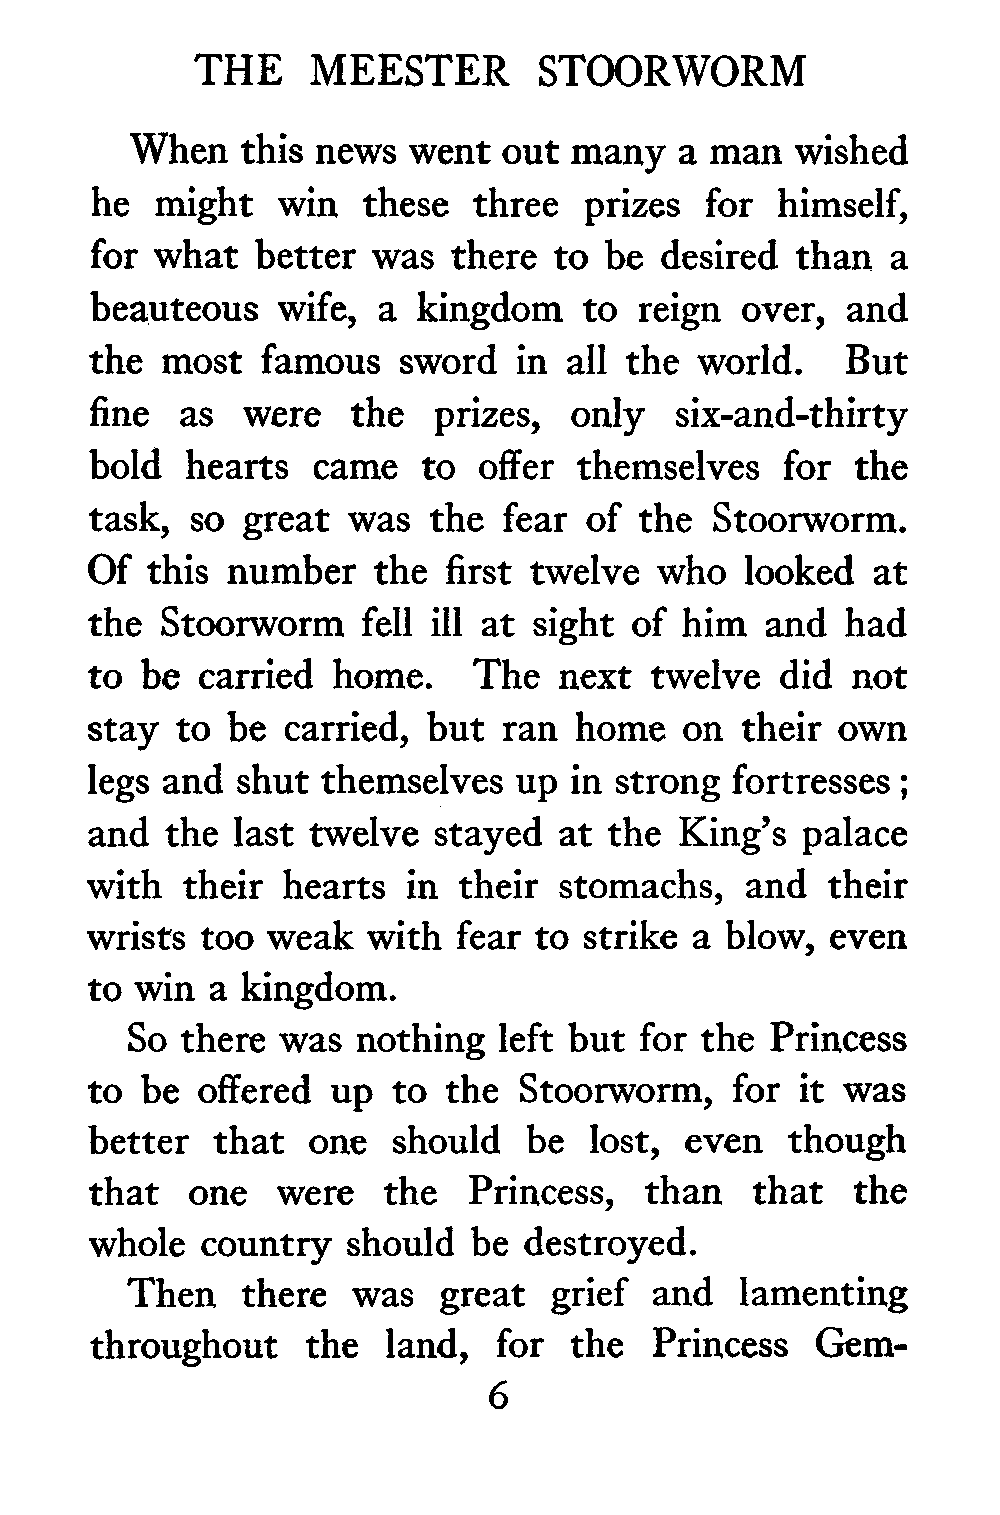 THE MEESTER STOORWORM
When this news went out many a man wished
he might win these three prizes for himself,
for what better was there to be desired than a
beauteous wife, a kingdom to reign over, and
the most famous sword in all the world. But
fine as were the prizes, only six-and-thirty
bold hearts came to offer themselves for the
task, so great was the fear of the Stoorworm.
Of this number the first twelve who looked at
the Stoorworm fell ill at sight of him and had
to be carried home. The next twelve did not
stay to be carried, but ran home on their own
legs and shut themselves up in strong fortresses ;
and the last twelve stayed at the King's palace
with their hearts in their stomachs, and their
wrists too weak with fear to strike a blow, even
to win a kingdom.
So there was nothing left but for the Princess
to be offered up to the Stoorworm, for it was
better that one should be lost, even though
that one were the Princess, than that the
whole country should be destroyed.
Then there was great grief and lamenting
throughout the land, for the Princess Gem-
6